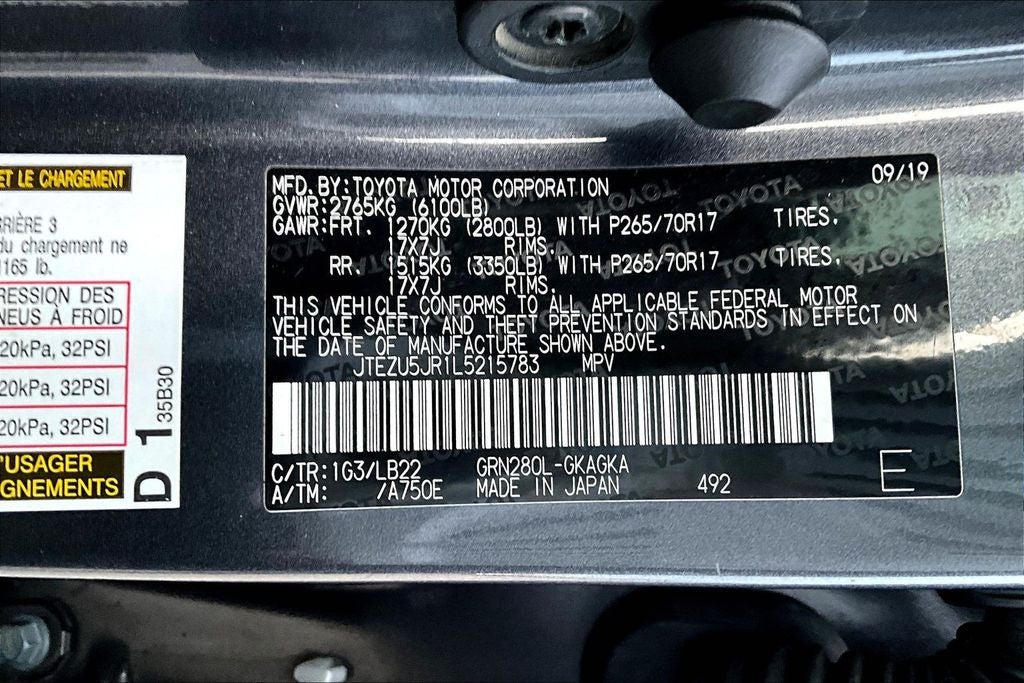 ET LE CHARGEMENT
RIÈRE 3
du chargement ne
1165 lb.
RESSION DES
NEUS À FROID
20kPa, 32PSI
20kPa, 32PSI
20kPa, 32PSI
'USAGER
GNEMENTS
D 1 35B30
09/19
MFD. BY:TOYOTA MOTOR CORPORATION
GVWR:2765KG (6100LB)
GAWR:FRT. 1270KG (2800LB) WITH P265/70R17 TIRES,
17X7J RIMS,
RR. 1515KG (3350LB) WITH P265/70R17 TIRES,
17X7J RIMS.
THIS VEHICLE CONFORMS TO ALL APPLICABLE FEDERAL MOTOR
VEHICLE SAFETY AND THEFT PREVENTION STANDARDS IN EFFECT ON
THE DATE OF MANUFACTURE SHOWN ABOVE.
JTEZU5JR1L5215783 MPV
C/TR:1G3/LB22 GRN280L-GKAGKA
A/TM: /A750E MADE IN JAPAN 492
E
TOYOTA